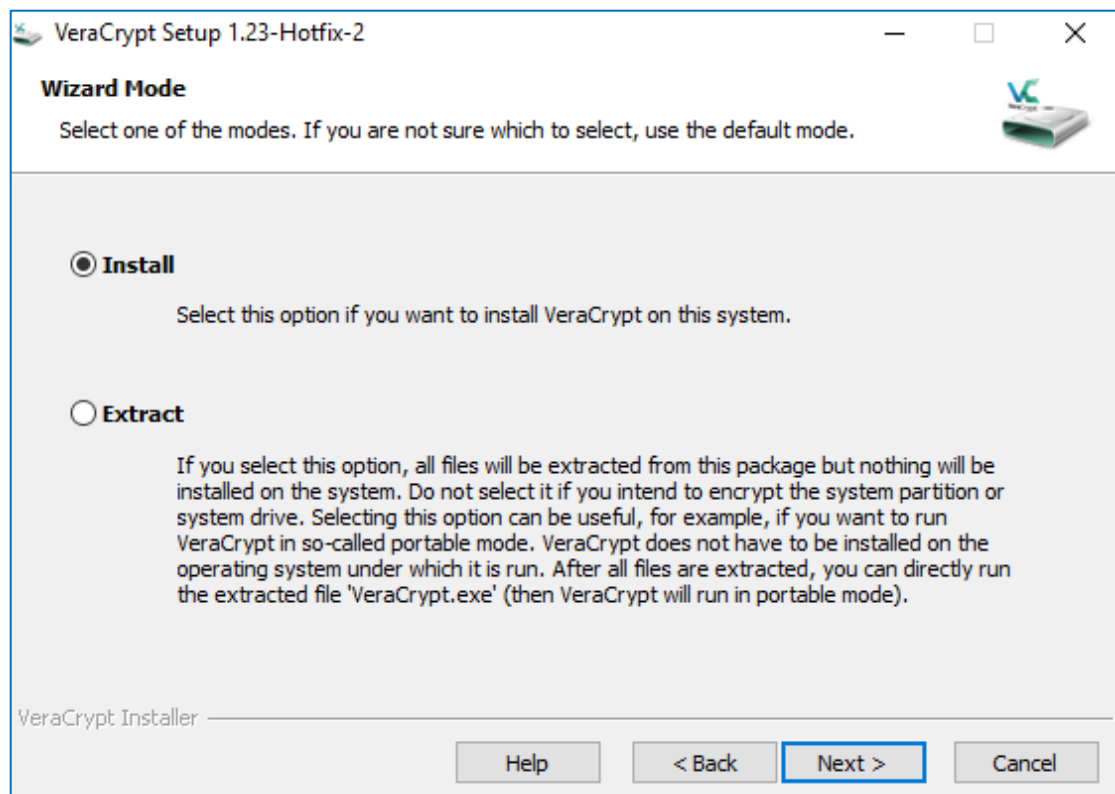 VeraCrypt Setup 1.23-Hotfix-2
Wizard Mode
Select one of the modes. If you are not sure which to select, use the default mode.
VC
Install
Select this option if you want to install VeraCrypt on this system.
Extract
If you select this option, all files will be extracted from this package but nothing will be
installed on the system. Do not select it if you intend to encrypt the system partition or
system drive. Selecting this option can be useful, for example, if you want to run
VeraCrypt in so-called portable mode. VeraCrypt does not have to be installed on the
operating system under which it is run. After all files are extracted, you can directly run
the extracted file 'VeraCrypt.exe' (then VeraCrypt will run in portable mode).
VeraCrypt Installer
Help < Back Next > Cancel